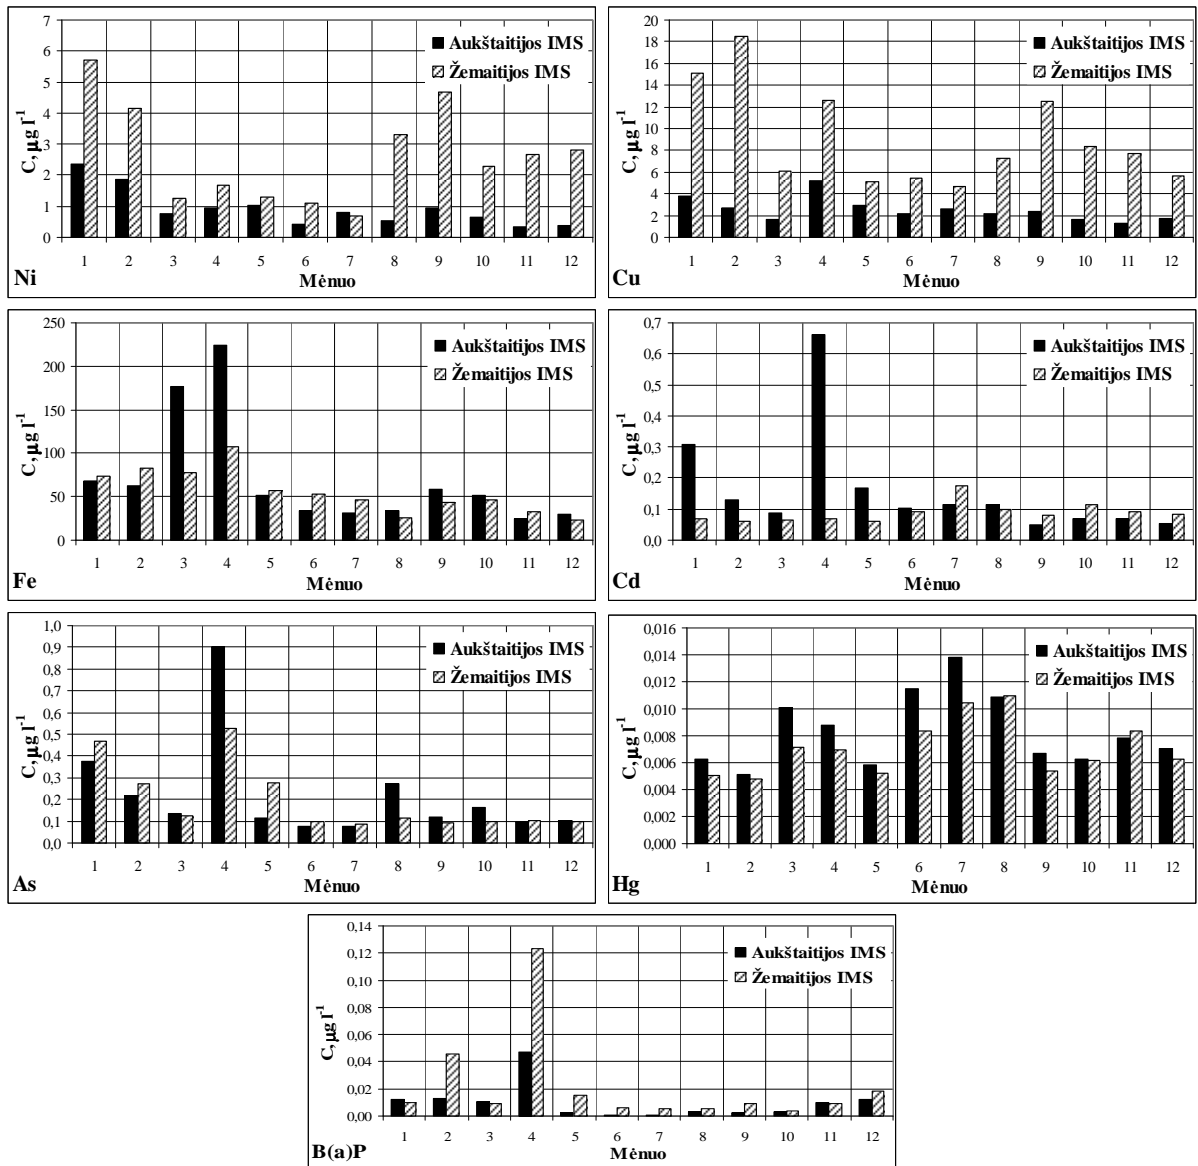 7
6
5
4
3
2
1
0
C, µg l⁻¹
Aukštaitijos IMS
Žemaitijos IMS
1 2 3 4 5 6 7 8 9 10 11 12
Mėnuo
Ni
20
18
16
14
12
10
8
6
4
2
0
C, µg l⁻¹
Aukštaitijos IMS
Žemaitijos IMS
1 2 3 4 5 6 7 8 9 10 11 12
Mėnuo
Cu
250
200
150
100
50
0
C, µg l⁻¹
Aukštaitijos IMS
Žemaitijos IMS
1 2 3 4 5 6 7 8 9 10 11 12
Mėnuo
Fe
0,7
0,6
0,5
0,4
0,3
0,2
0,1
0,0
C, µg l⁻¹
Aukštaitijos IMS
Žemaitijos IMS
1 2 3 4 5 6 7 8 9 10 11 12
Mėnuo
Cd
1,0
0,9
0,8
0,7
0,6
0,5
0,4
0,3
0,2
0,1
0,0
C, µg l⁻¹
Aukštaitijos IMS
Žemaitijos IMS
1 2 3 4 5 6 7 8 9 10 11 12
Mėnuo
As
0,016
0,014
0,012
0,010
0,008
0,006
0,004
0,002
0,000
C, µg l⁻¹
Aukštaitijos IMS
Žemaitijos IMS
1 2 3 4 5 6 7 8 9 10 11 12
Mėnuo
Hg
0,14
0,12
0,10
0,08
0,06
0,04
0,02
0,00
C, µg l⁻¹
Aukštaitijos IMS
Žemaitijos IMS
1 2 3 4 5 6 7 8 9 10 11 12
Mėnuo
B(a)P